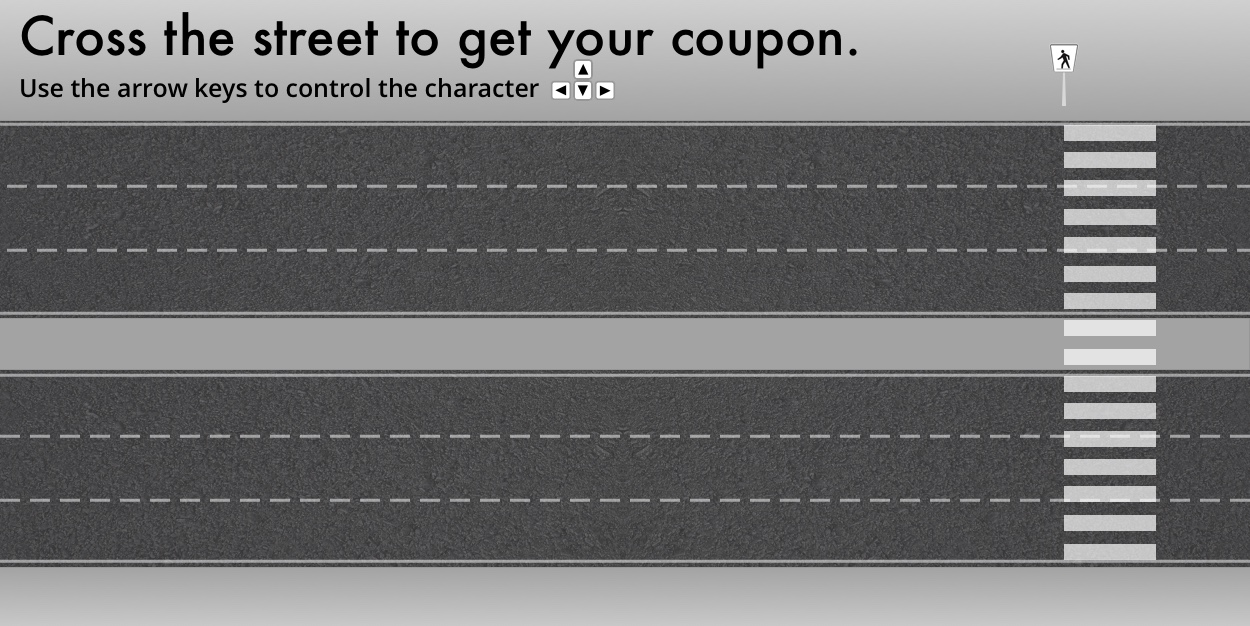 Cross the street to get your coupon.
Use the arrow keys to control the character